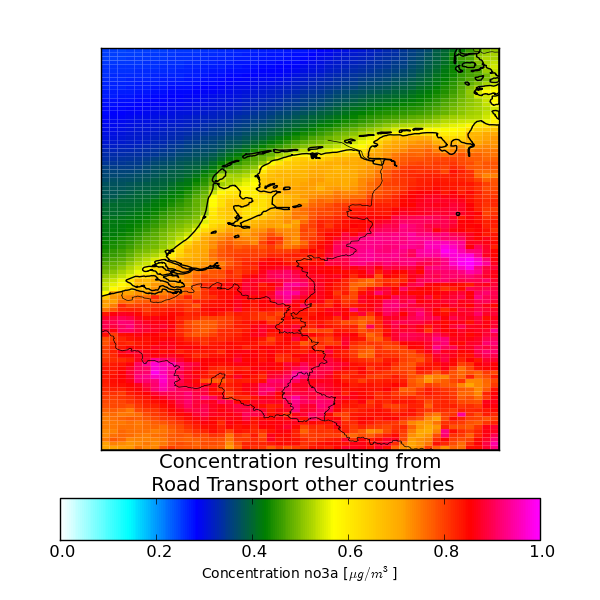 Concentration resulting from
Road Transport other countries
0.0 0.2 0.4 0.6 0.8 1.0
Concentration no3a [μg/m³ ]